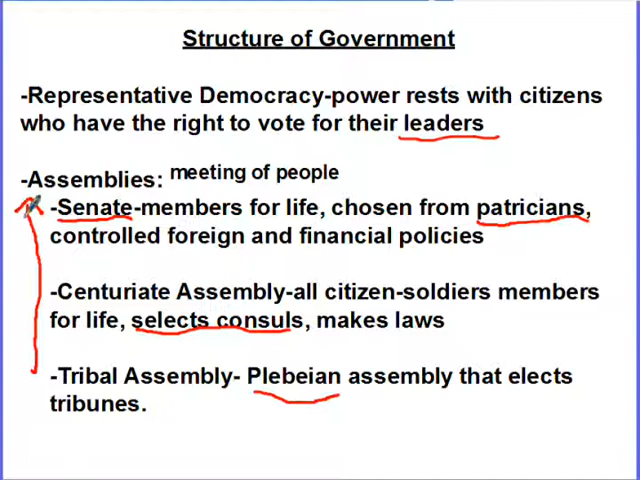 Structure of Government
-Representative Democracy-power rests with citizens
who have the right to vote for their leaders
-Assemblies: meeting of people
-Senate-members for life, chosen from patricians,
controlled foreign and financial policies
-Centuriate Assembly-all citizen-soldiers members
for life, selects consuls, makes laws
-Tribal Assembly- Plebeian assembly that elects
tribunes.